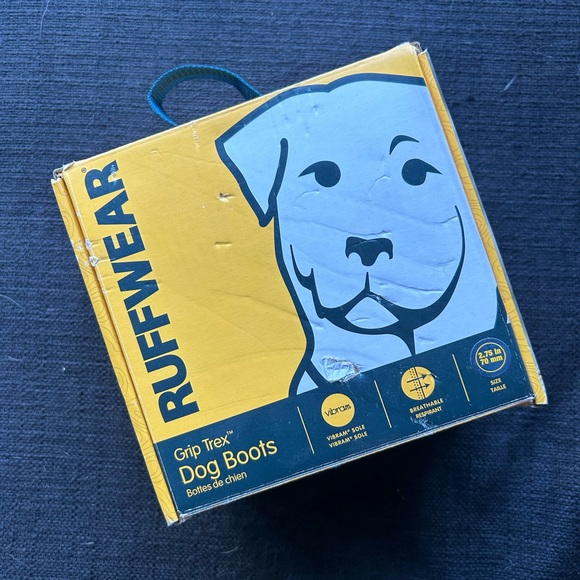 RUFFWEAR®
Grip Trex™
Dog Boots
Bottes de chien
vibram
VIBRAM® SOLE
VIBRAM® SOLE
BREATHABLE
RESPIRANT
2.75 in
70 mm
SIZE
TAILLE